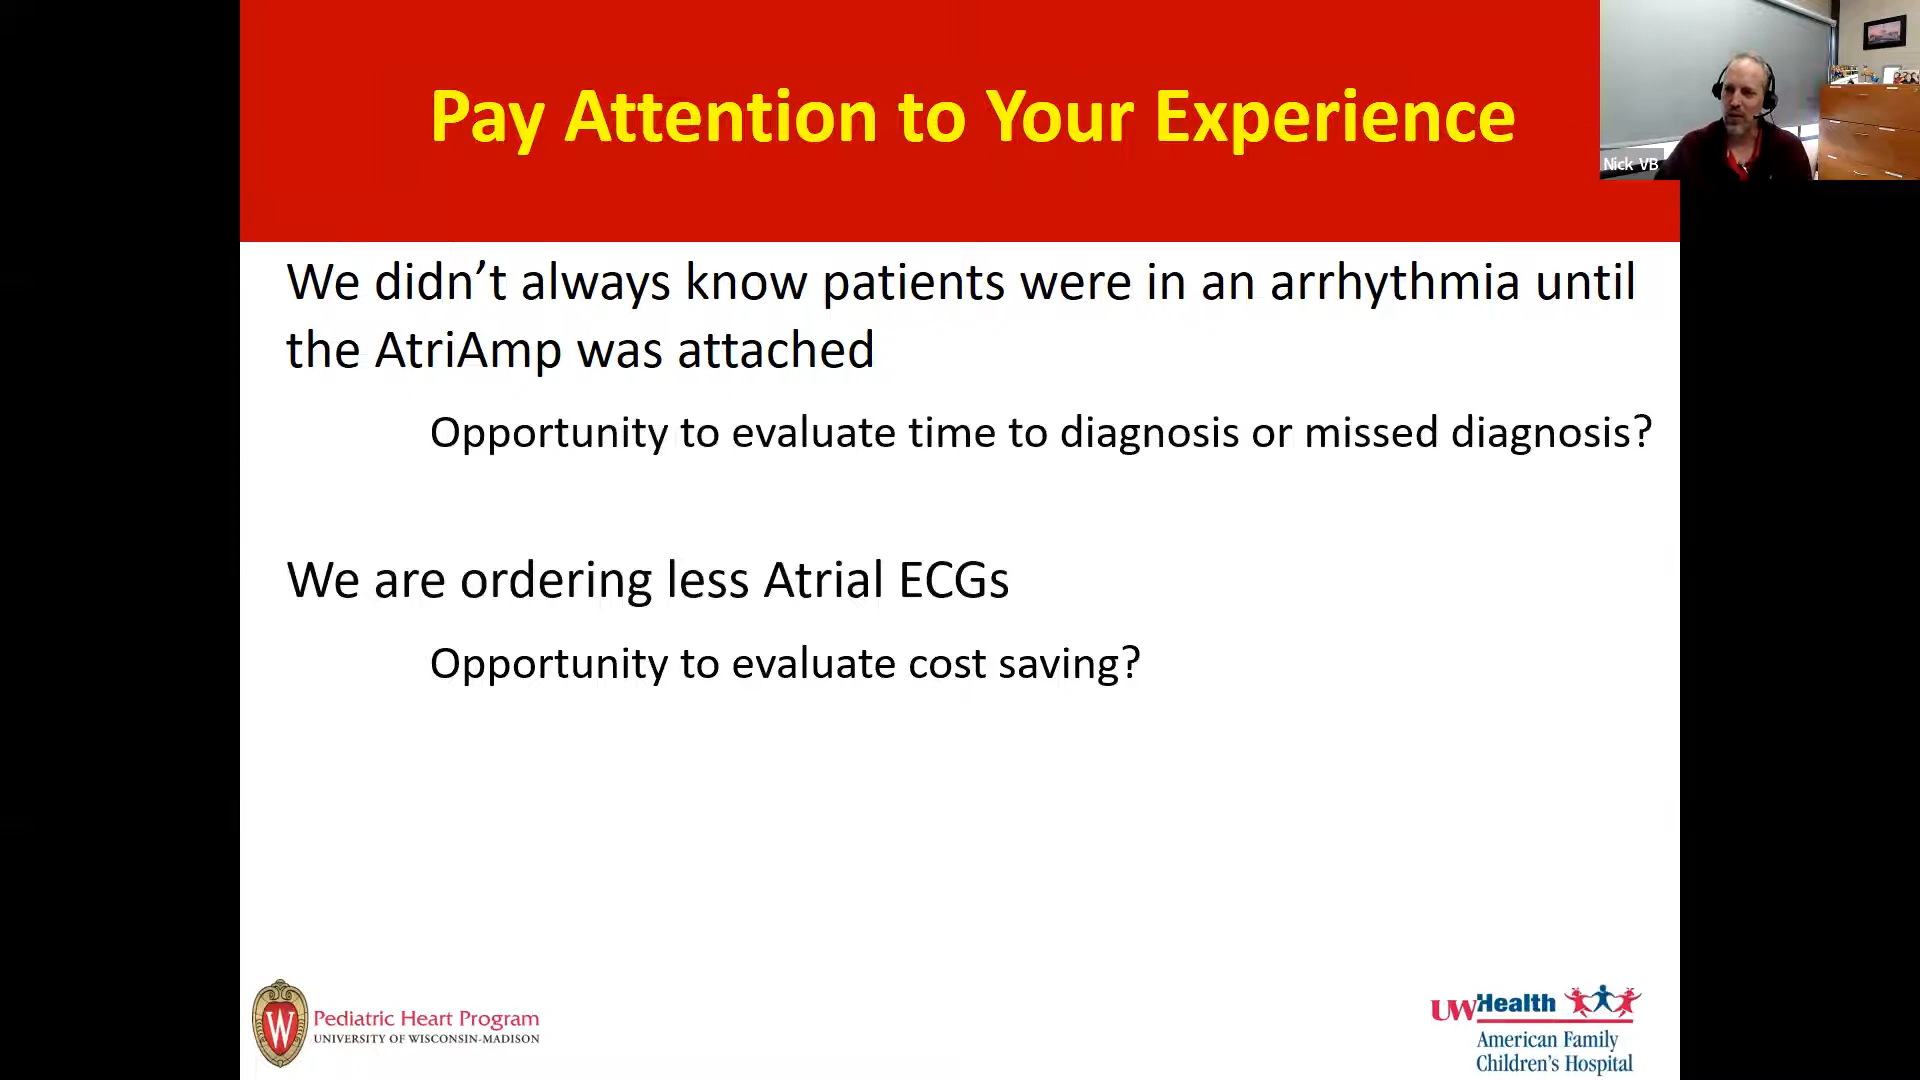 Pay Attention to Your Experience
Nick VB
We didn’t always know patients were in an arrhythmia until
the AtriAmp was attached
Opportunity to evaluate time to diagnosis or missed diagnosis?
We are ordering less Atrial ECGs
Opportunity to evaluate cost saving?
W
Pediatric Heart Program
UNIVERSITY OF WISCONSIN-MADISON
UWHealth
American Family
Children's Hospital